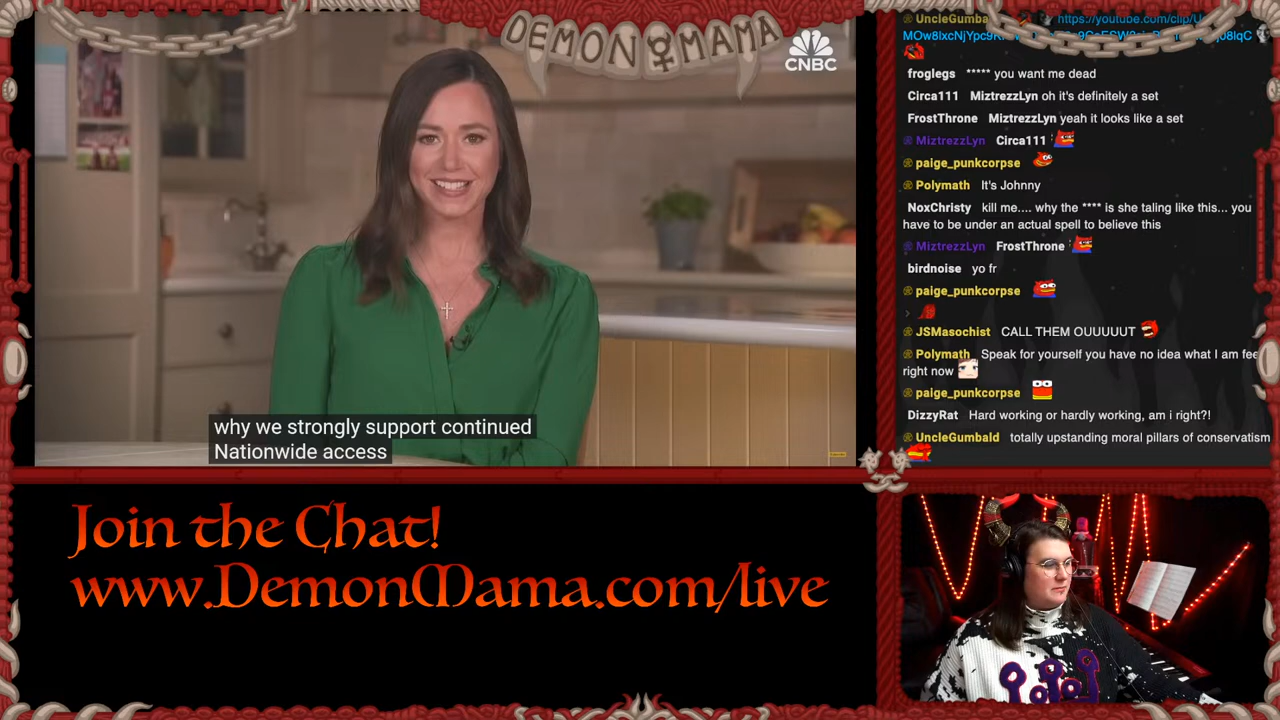 DEMON MAMA
CNBC
why we strongly support continued
Nationwide access
UncleGumba https://youtube.com/clip/U
froglegs ***** you want me dead
Circa111 MiztrezzLyn oh it's definitely a set
FrostThrone MiztrezzLyn yeah it looks like a set
MiztrezzLyn Circa111
paige_punkcorpse
Polymath It's Johnny
NoxChristy kill me.... why the **** is she taling like this... you
have to be under an actual spell to believe this
MiztrezzLyn FrostThrone
birdnoise yo fr
paige_punkcorpse
JSMasochist CALL THEM OUUUUUT
Polymath Speak for yourself you have no idea what I am fee
right now
paige_punkcorpse
DizzyRat Hard working or hardly working, am i right?!
UncleGumbald totally upstanding moral pillars of conservatism
Join the Chat!
www.DemonMama.com/live